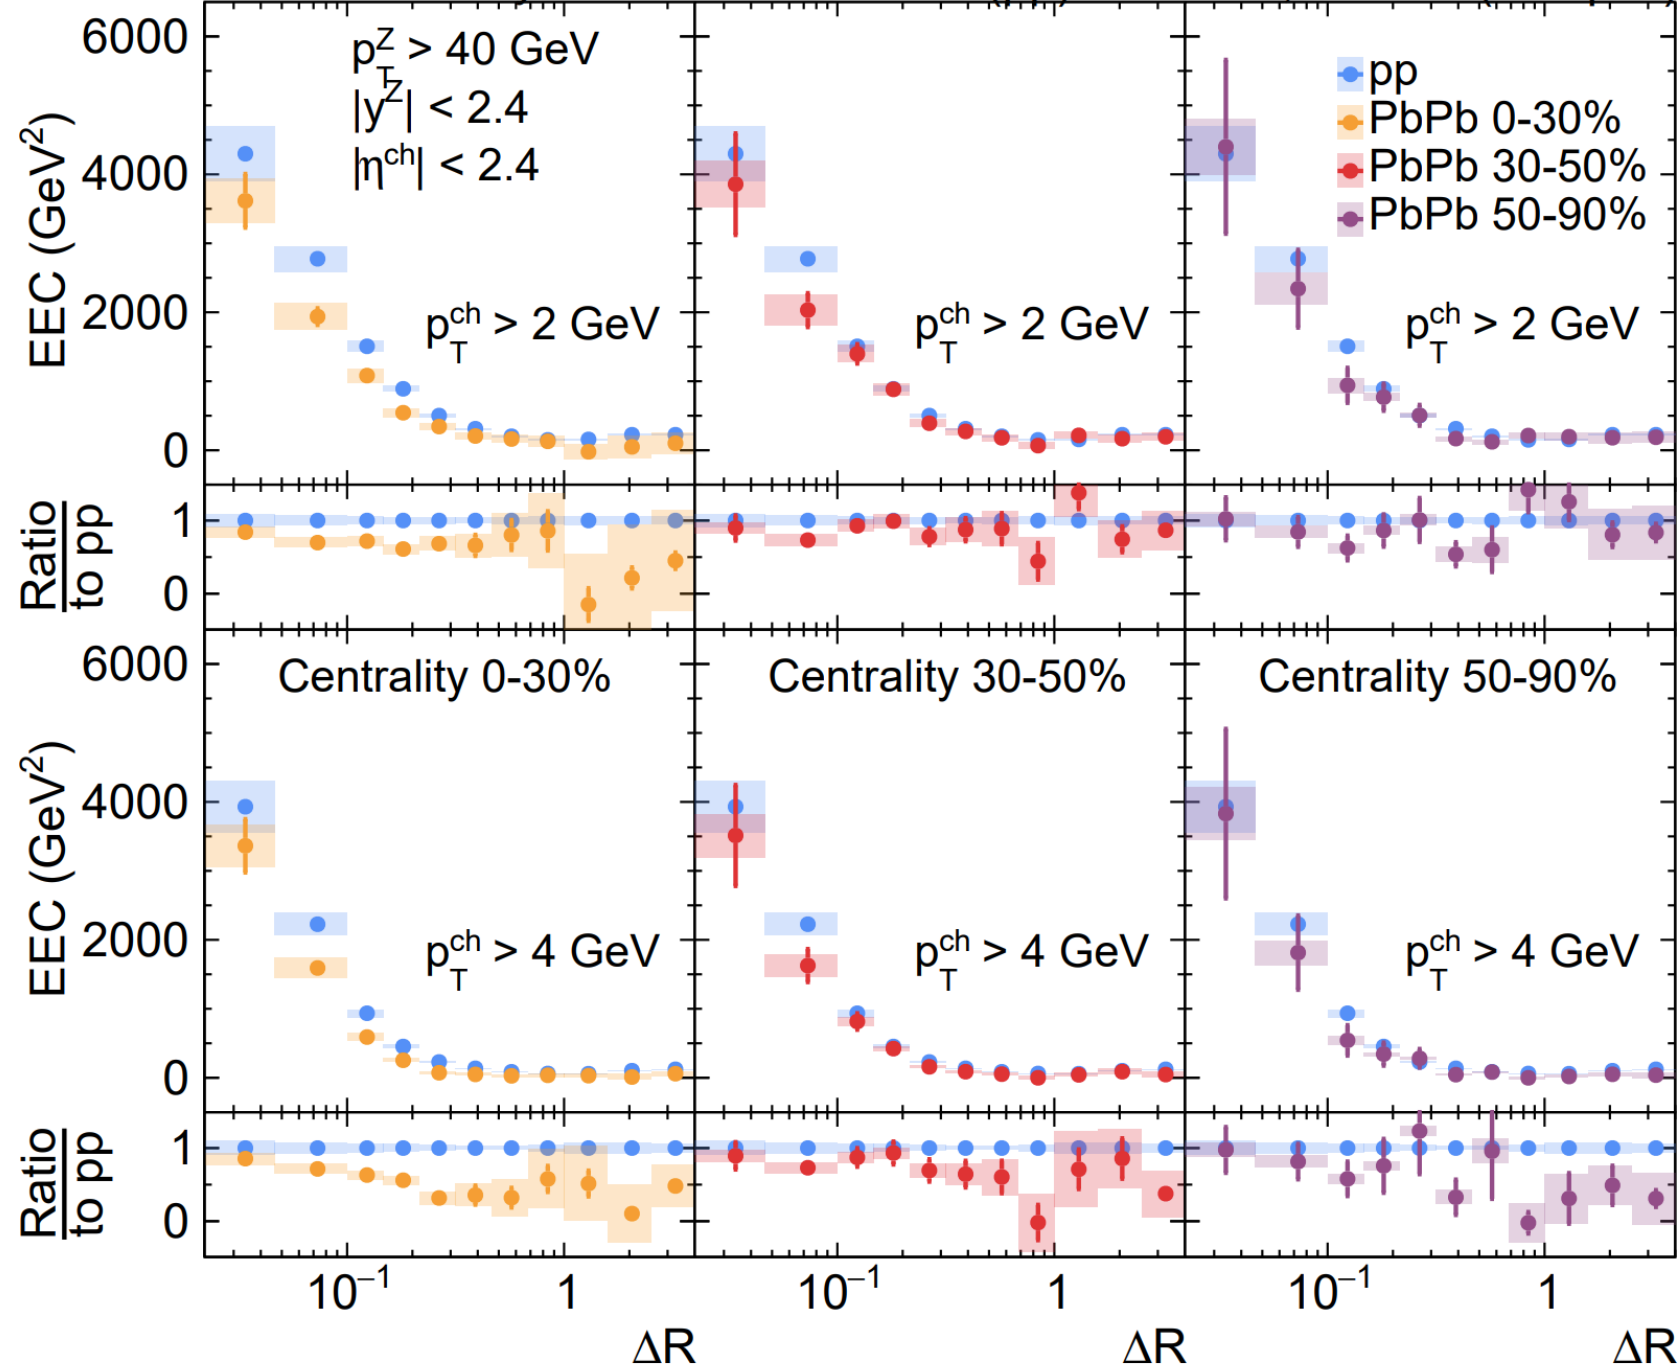 6000
4000
2000
0
EEC (GeV²)
p_T^Z > 40 GeV
|y^Z| < 2.4
|η^ch| < 2.4
p_T^ch > 2 GeV
p_T^ch > 2 GeV
pp
PbPb 0-30%
PbPb 30-50%
PbPb 50-90%
p_T^ch > 2 GeV
Ratio
to pp
1
0
6000
4000
2000
0
EEC (GeV²)
Centrality 0-30%
Centrality 30-50%
Centrality 50-90%
p_T^ch > 4 GeV
p_T^ch > 4 GeV
p_T^ch > 4 GeV
Ratio
to pp
1
0
10⁻¹ 1
10⁻¹ 1
10⁻¹ 1
ΔR
ΔR
ΔR